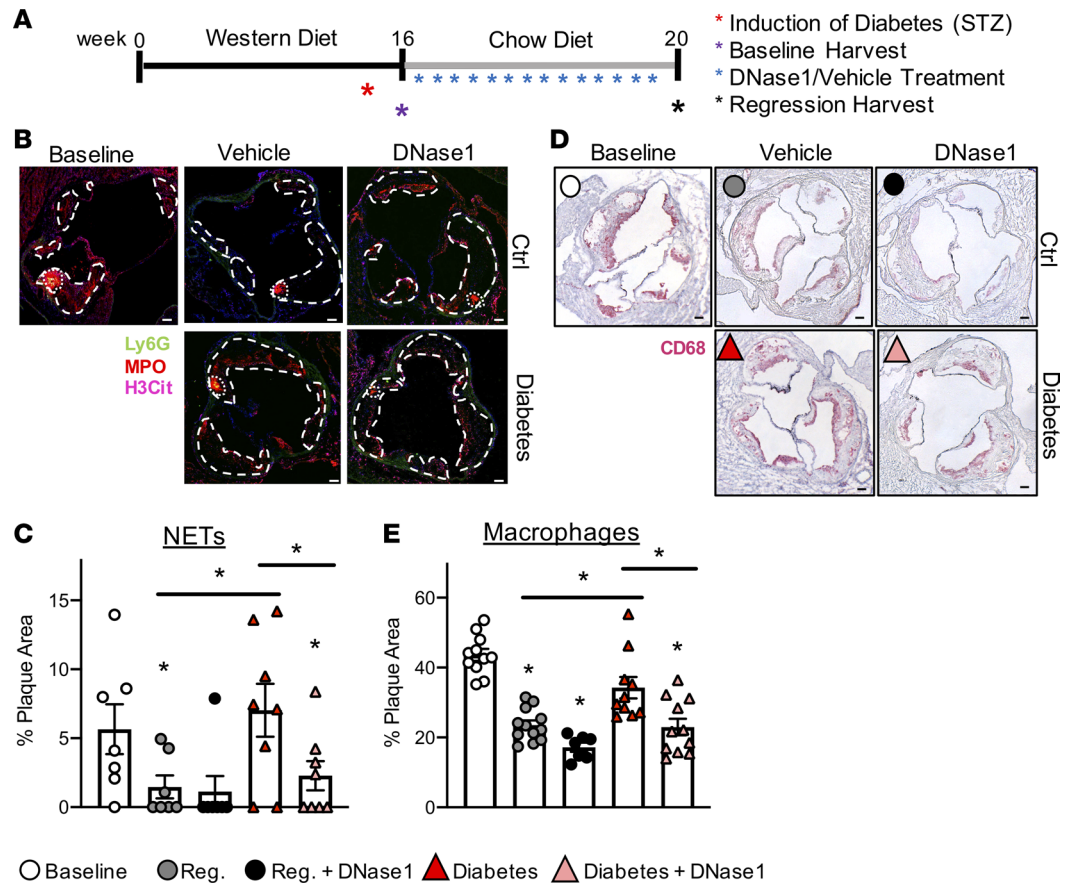 A
week 0 Western Diet 16 Chow Diet 20
* Induction of Diabetes (STZ)
* Baseline Harvest
* DNase1/Vehicle Treatment
* Regression Harvest
* * * * * * * * * * * * * *
*
* *
B
Baseline Vehicle DNase1
Ctrl
Ly6G
MPO
H3Cit
Diabetes
D
Baseline Vehicle DNase1
Ctrl
CD68
Diabetes
C
NETs
% Plaque Area
15
10
5
0
* * * *
E
Macrophages
% Plaque Area
60
40
20
0
* * * * *
Baseline Reg. Reg. + DNase1 Diabetes Diabetes + DNase1